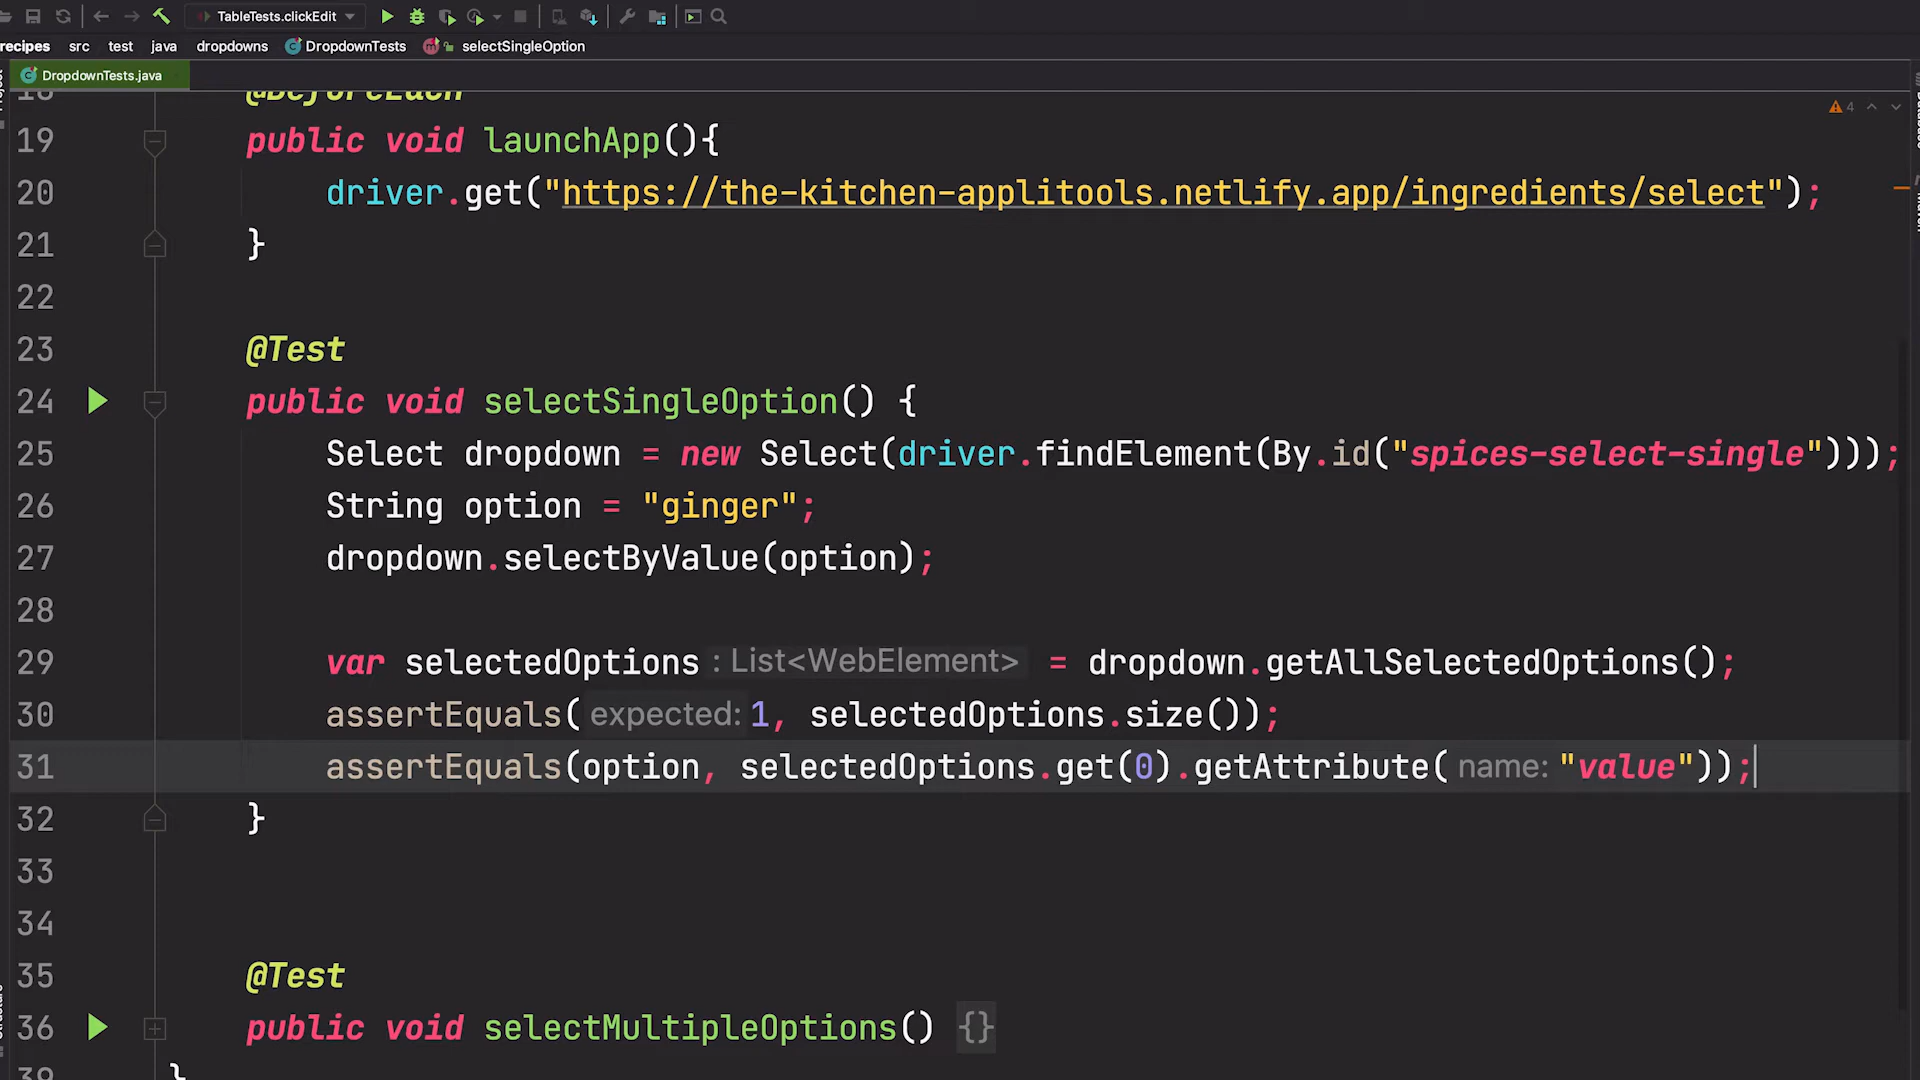 TableTests.clickEdit
recipes src test java dropdowns DropdownTests selectSingleOption
DropdownTests.java
4
18 @BeforeEach
19 public void launchApp(){
20 driver.get("https://the-kitchen-applitools.netlify.app/ingredients/select");
21 }
22
23 @Test
24 public void selectSingleOption() {
25 Select dropdown = new Select(driver.findElement(By.id("spices-select-single")));
26 String option = "ginger";
27 dropdown.selectByValue(option);
28
29 var selectedOptions : List<WebElement> = dropdown.getAllSelectedOptions();
30 assertEquals( expected: 1, selectedOptions.size());
31 assertEquals(option, selectedOptions.get(0).getAttribute( name: "value"));
32 }
33
34
35 @Test
36 public void selectMultipleOptions() {}
39 }